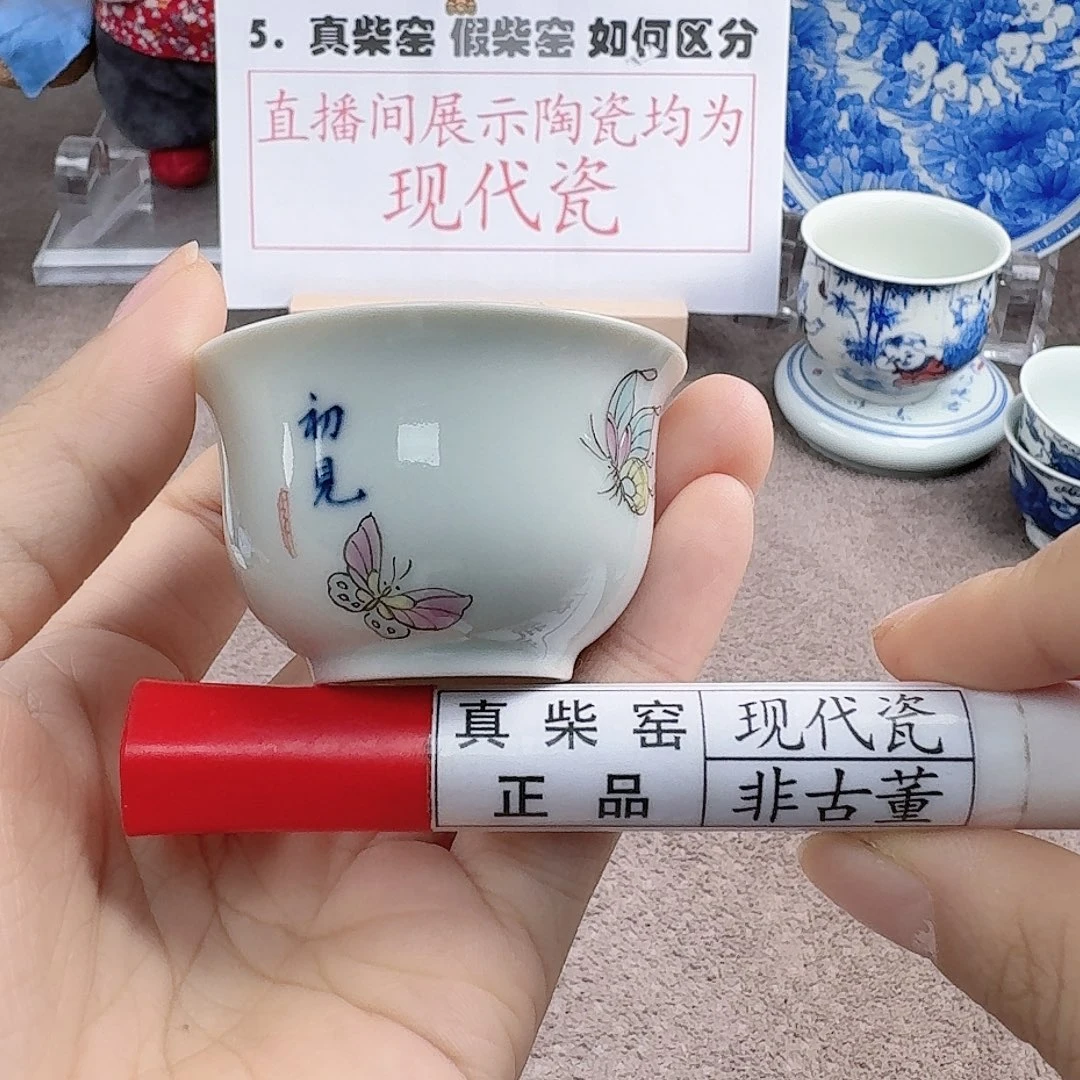 5. 真柴窑 假柴窑 如何区分
直播间展示陶瓷均为
现代瓷
初
見
真柴窑 现代瓷
正品 非古董